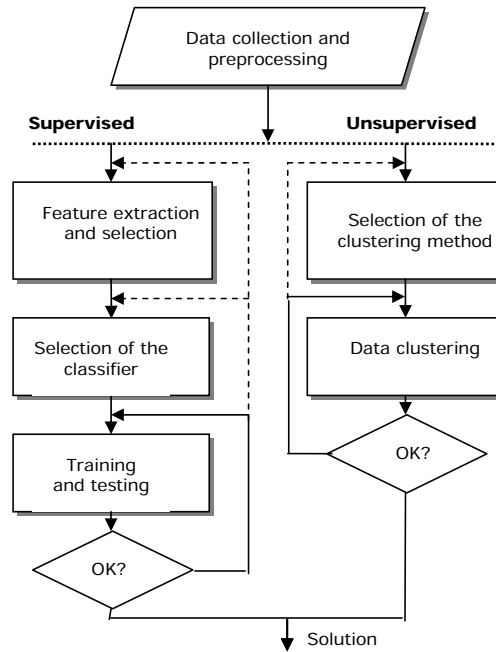 Data collection and
preprocessing
Supervised
Unsupervised
Feature extraction
and selection
Selection of the
clustering method
Selection of the
classifier
Data clustering
Training
and testing
OK?
OK?
Solution